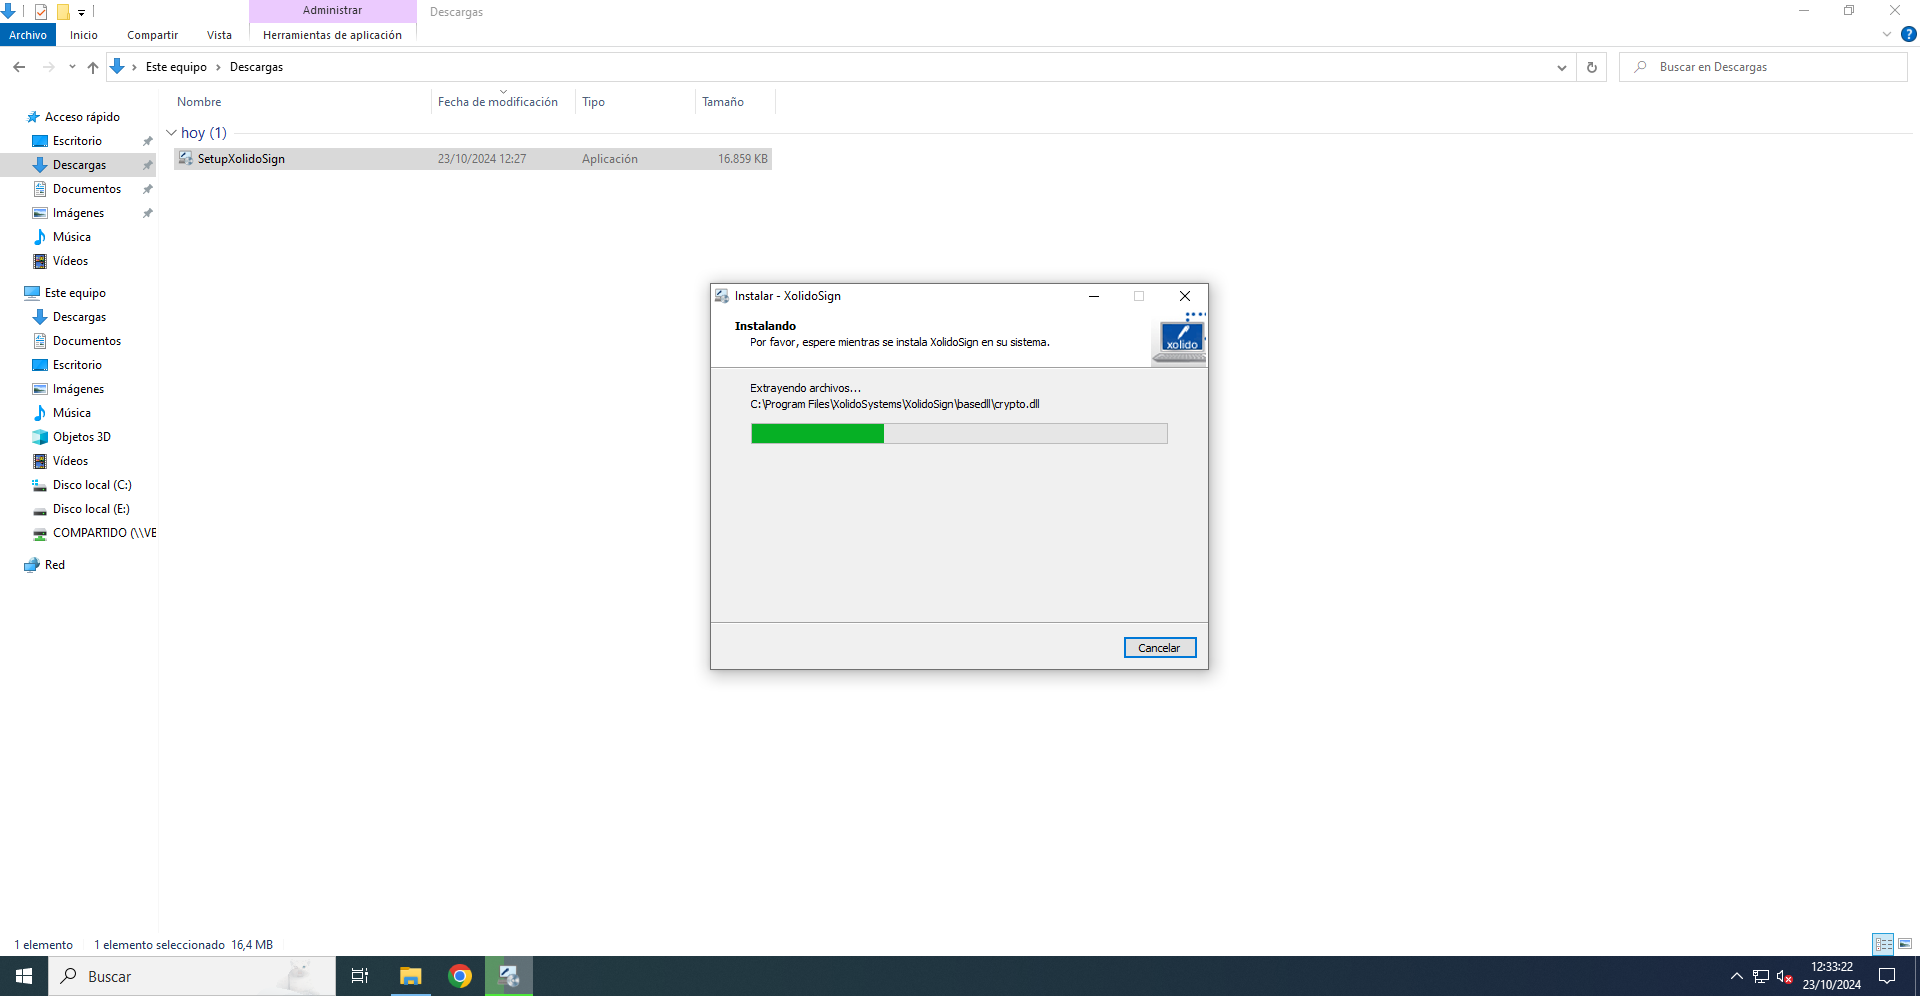 Administrar
Descargas
Archivo
Inicio
Compartir
Vista
Herramientas de aplicación
Este equipo
Descargas
Buscar en Descargas
Nombre
Fecha de modificación
Tipo
Tamaño
hoy (1)
SetupXolidoSign
23/10/2024 12:27
Aplicación
16.859 KB
Acceso rápido
Escritorio
Descargas
Documentos
Imágenes
Música
Vídeos
Este equipo
Descargas
Documentos
Escritorio
Imágenes
Música
Objetos 3D
Vídeos
Disco local (C:)
Disco local (E:)
COMPARTIDO (\\VE
Red
Instalar - XolidoSign
Instalando
Por favor, espere mientras se instala XolidoSign en su sistema.
xolido
Extrayendo archivos...
C:\Program Files\XolidoSystems\XolidoSign\basedll\crypto.dll
Cancelar
1 elemento
1 elemento seleccionado 16,4 MB
Buscar
12:33:22
23/10/2024